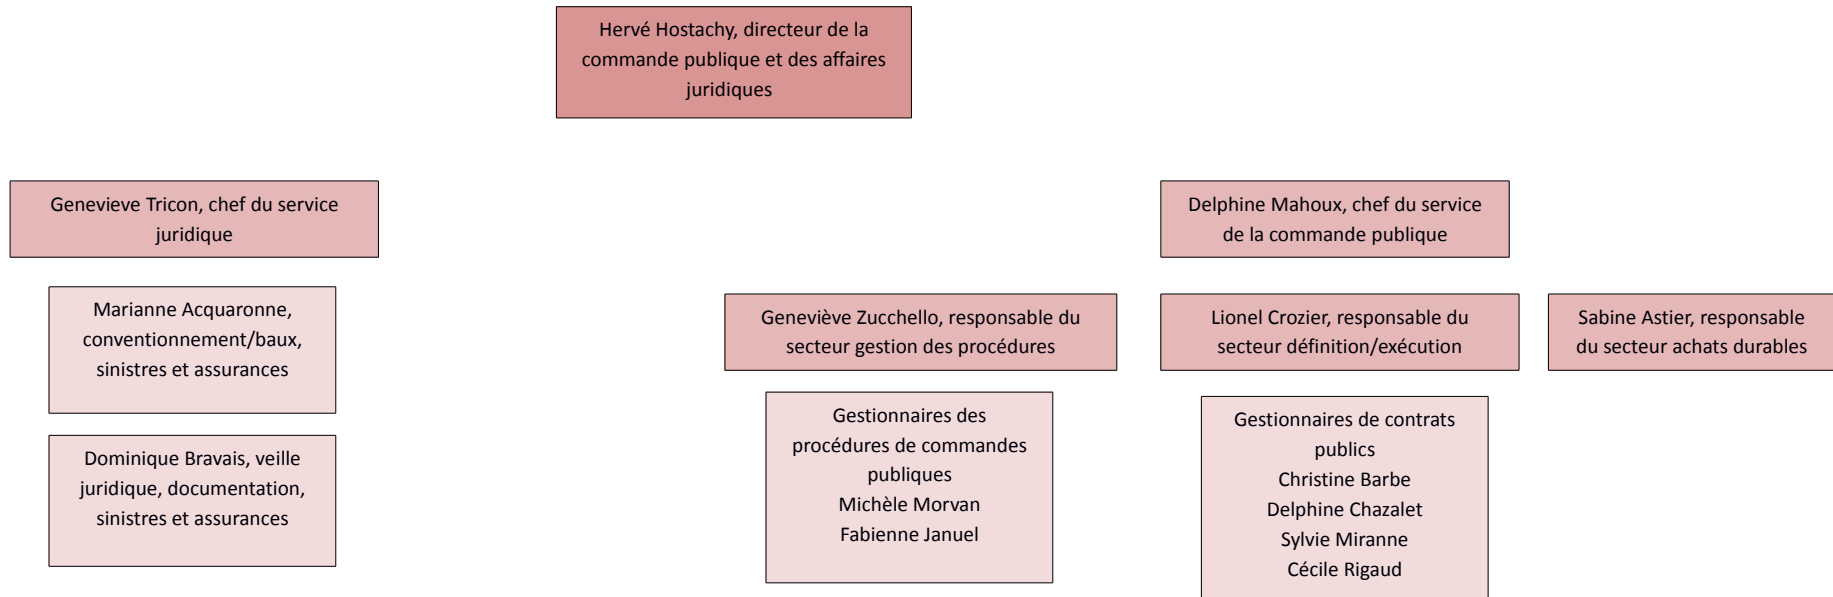 Hervé Hostachy, directeur de la
commande publique et des affaires
juridiques
Genevieve Tricon, chef du service
juridique
Delphine Mahoux, chef du service
de la commande publique
Marianne Acquaronne,
conventionnement/baux,
sinistres et assurances
Dominique Bravais, veille
juridique, documentation,
sinistres et assurances
Geneviève Zucchello, responsable du
secteur gestion des procédures
Lionel Crozier, responsable du
secteur définition/exécution
Sabine Astier, responsable
du secteur achats durables
Gestionnaires des
procédures de commandes
publiques
Michèle Morvan
Fabienne Januel
Gestionnaires de contrats
publics
Christine Barbe
Delphine Chazalet
Sylvie Miranne
Cécile Rigaud